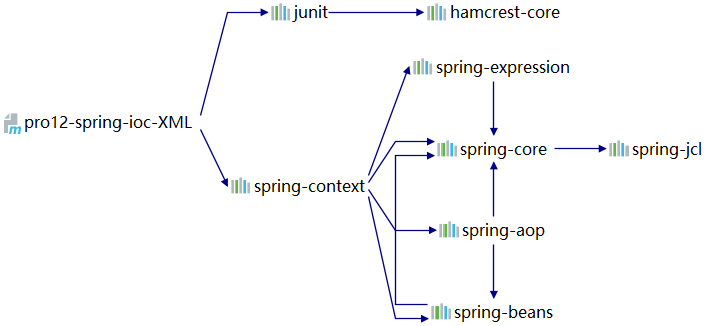 junit
hamcrest-core
spring-expression
pro12-spring-ioc-XML
spring-core
spring-jcl
spring-context
spring-aop
spring-beans